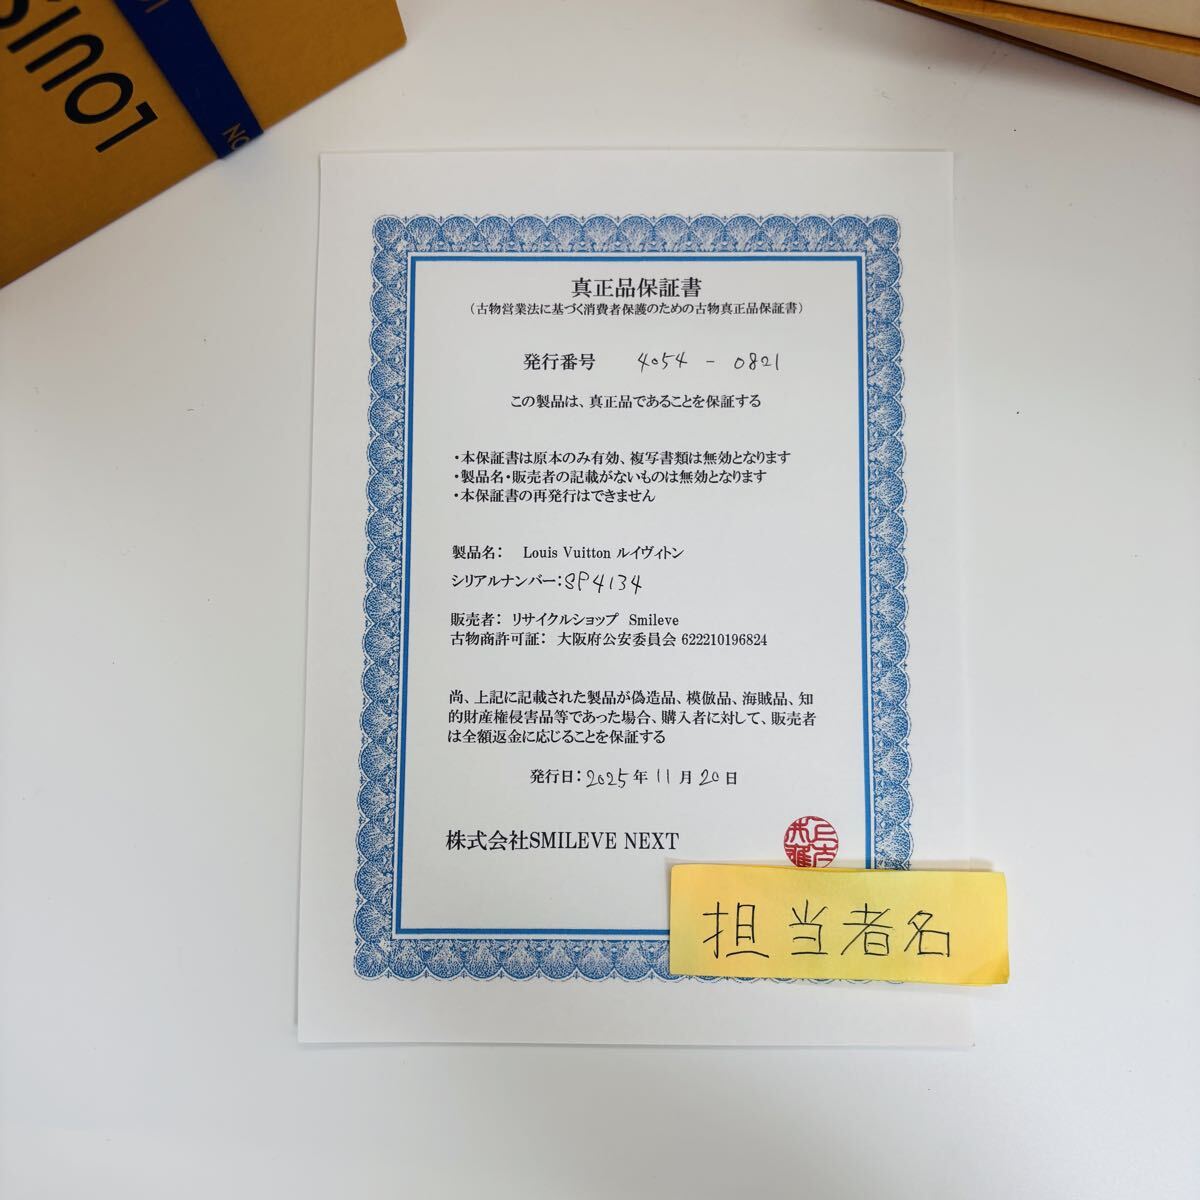 LOUIS
NO
真正品保証書
（古物営業法に基づく消費者保護のための古物真正品保証書）
発行番号 4054 - 0821
この製品は、真正品であることを保証する
・本保証書は原本のみ有効、複写書類は無効となります
・製品名・販売者の記載がないものは無効となります
・本保証書の再発行はできません
製品名： Louis Vuitton ルイヴィトン
シリアルナンバー：SP4134
販売者： リサイクルショップ Smileve
古物商許可証： 大阪府公安委員会 622210196824
尚、上記に記載された製品が偽造品、模倣品、海賊品、知
的財産権侵害品等であった場合、購入者に対して、販売者
は全額返金に応じることを保証する
発行日：2025年11月20日
株式会社SMILEVE NEXT
担当者名